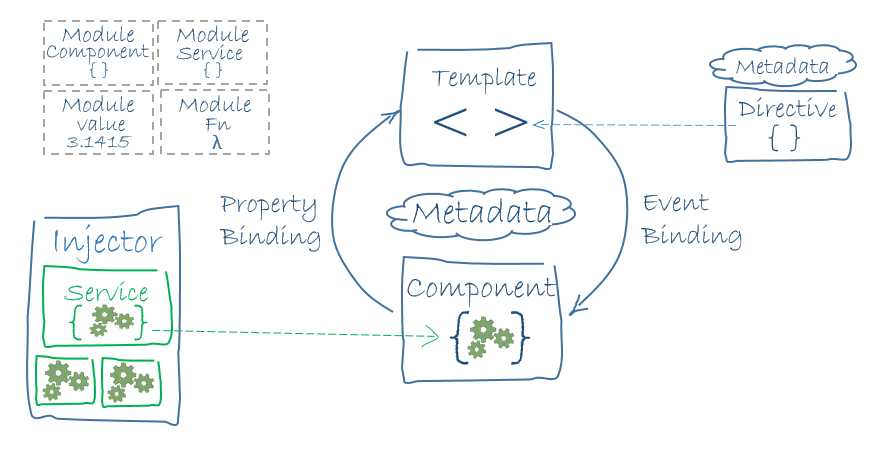 Module
Component
{ }
Module
Service
{ }
Module
value
3.1415
Module
Fn
λ
Template
< >
Metadata
Directive
{ }
Property
Binding
Metadata
Event
Binding
Injector
Service
{ }
Component
{ }